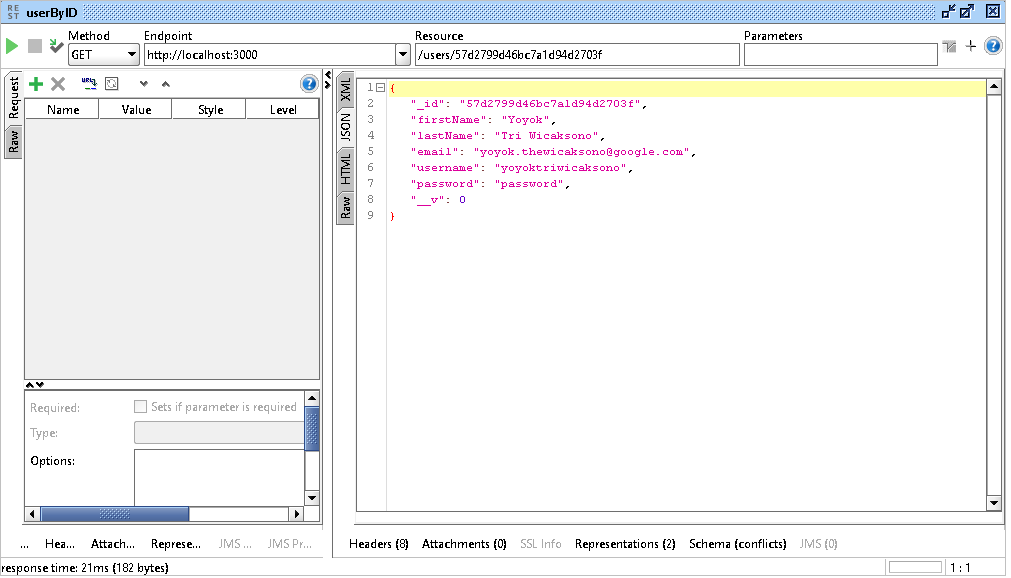 RE
ST
userByID
Method
Endpoint
Resource
Parameters
GET
http://localhost:3000
/users/57d2799d46bc7a1d94d2703f
Request
Raw
URL
Name Value Style Level
Required:
Sets if parameter is required
Type:
Options:
XML
JSON
HTML
Raw
1 {
2 "_id": "57d2799d46bc7a1d94d2703f",
3 "firstName": "Yoyok",
4 "lastName": "Tri Wicaksono",
5 "email": "yoyok.thewicaksono@google.com",
6 "username": "yoyoktriwicaksono",
7 "password": "password",
8 "__v": 0
9 }
... Hea... Attach... Represe... JMS ... JMS Pr...
Headers (8) Attachments (0) SSL Info Representations (2) Schema (conflicts) JMS (0)
response time: 21ms (182 bytes)
1 : 1